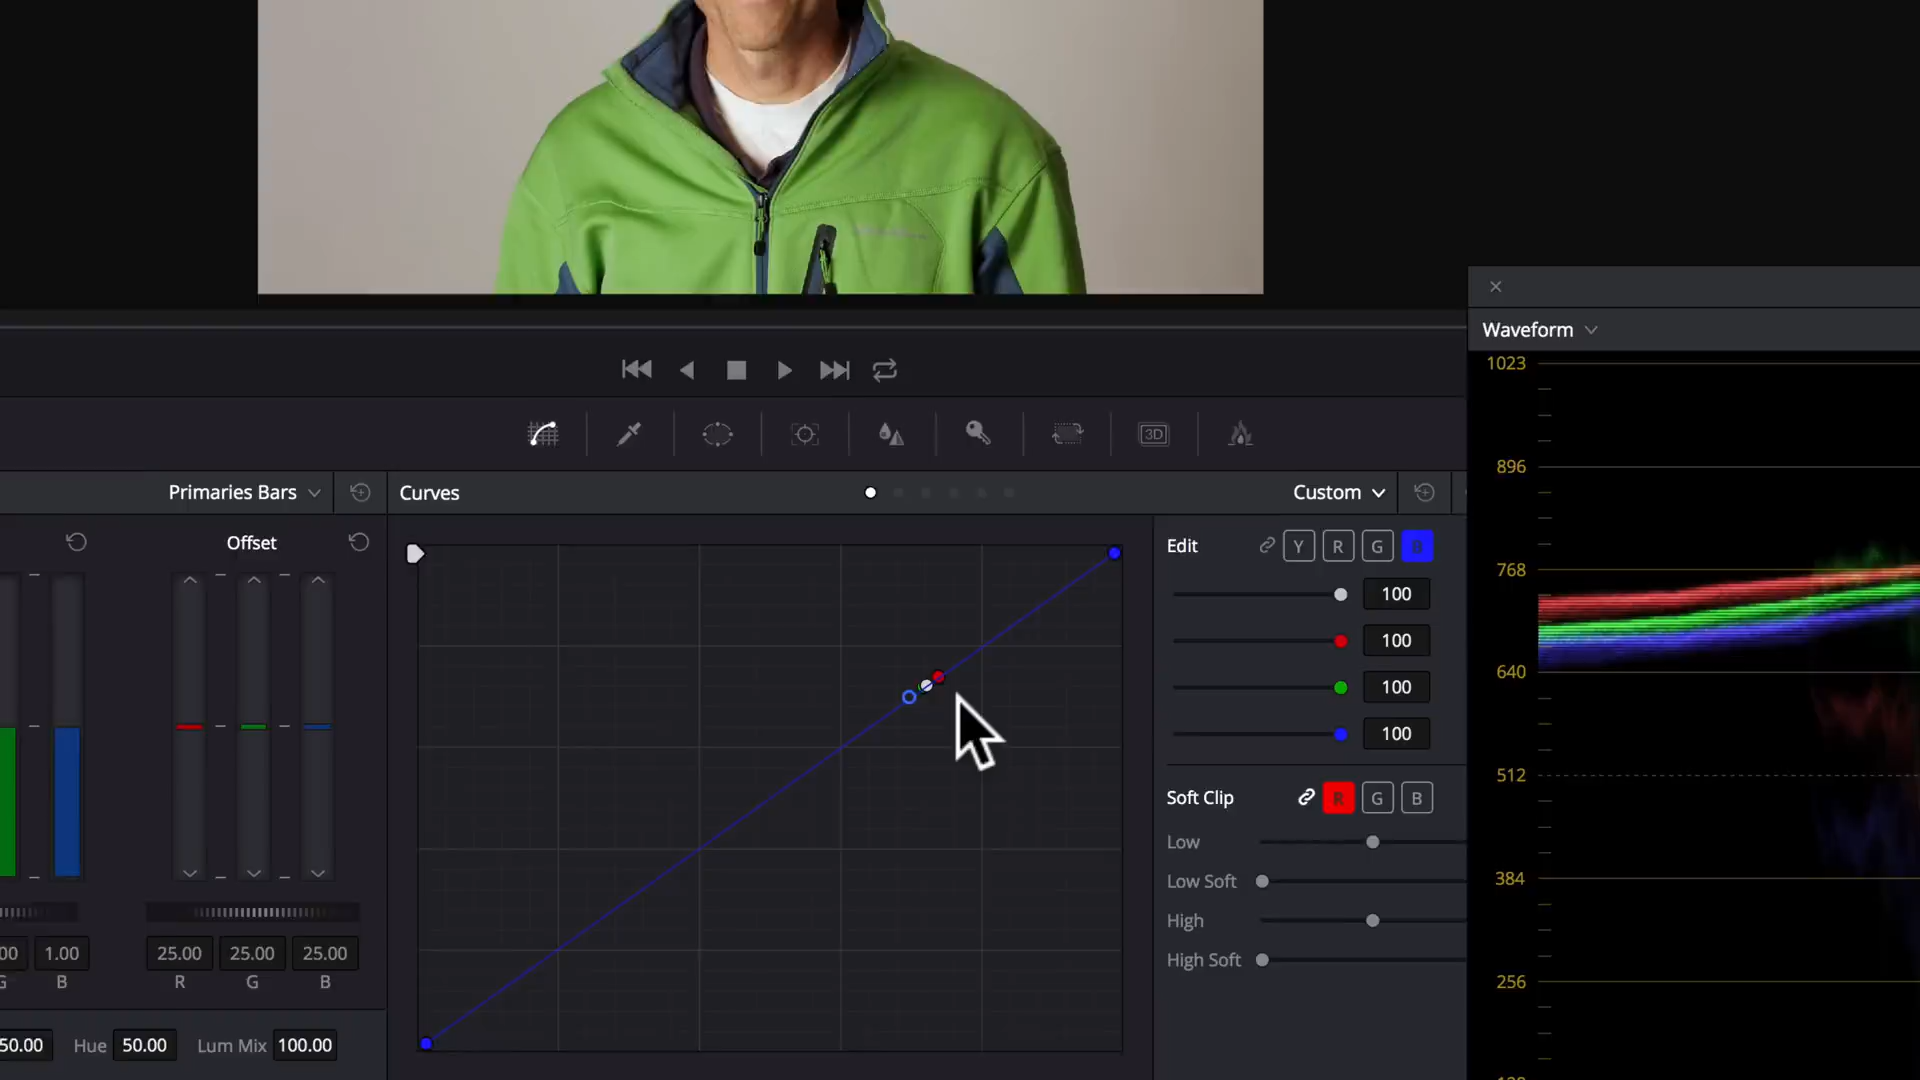 Waveform
1023
896
768
640
512
384
256
3D
Primaries Bars
Curves
Custom
Offset
Edit
Y R G B
100
100
100
100
Soft Clip
R G B
Low
Low Soft
High
High Soft
1.00
25.00 25.00 25.00
B
R G B
50.00 Hue 50.00 Lum Mix 100.00